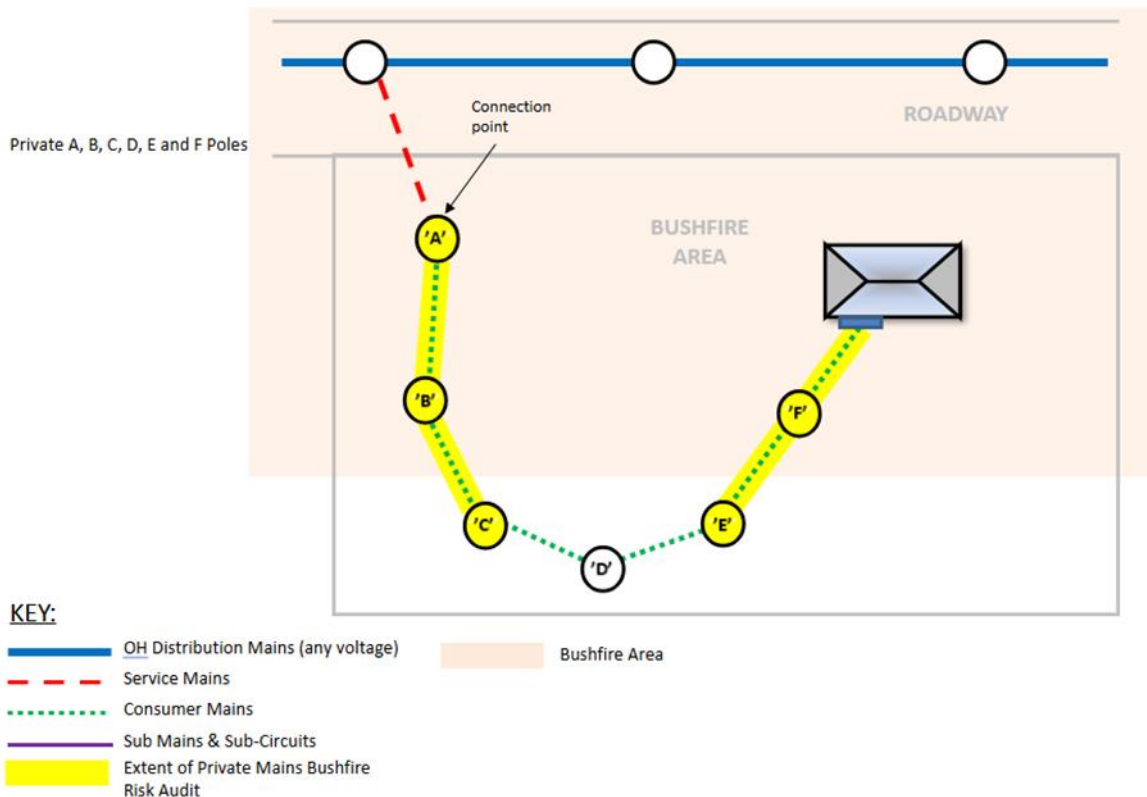 Connection
point
ROADWAY
Private A, B, C, D, E and F Poles
'A'
BUSHFIRE
AREA
'B'
'F'
'C'
'E'
'D'
KEY:
OH Distribution Mains (any voltage)
Bushfire Area
Service Mains
Consumer Mains
Sub Mains & Sub-Circuits
Extent of Private Mains Bushfire
Risk Audit